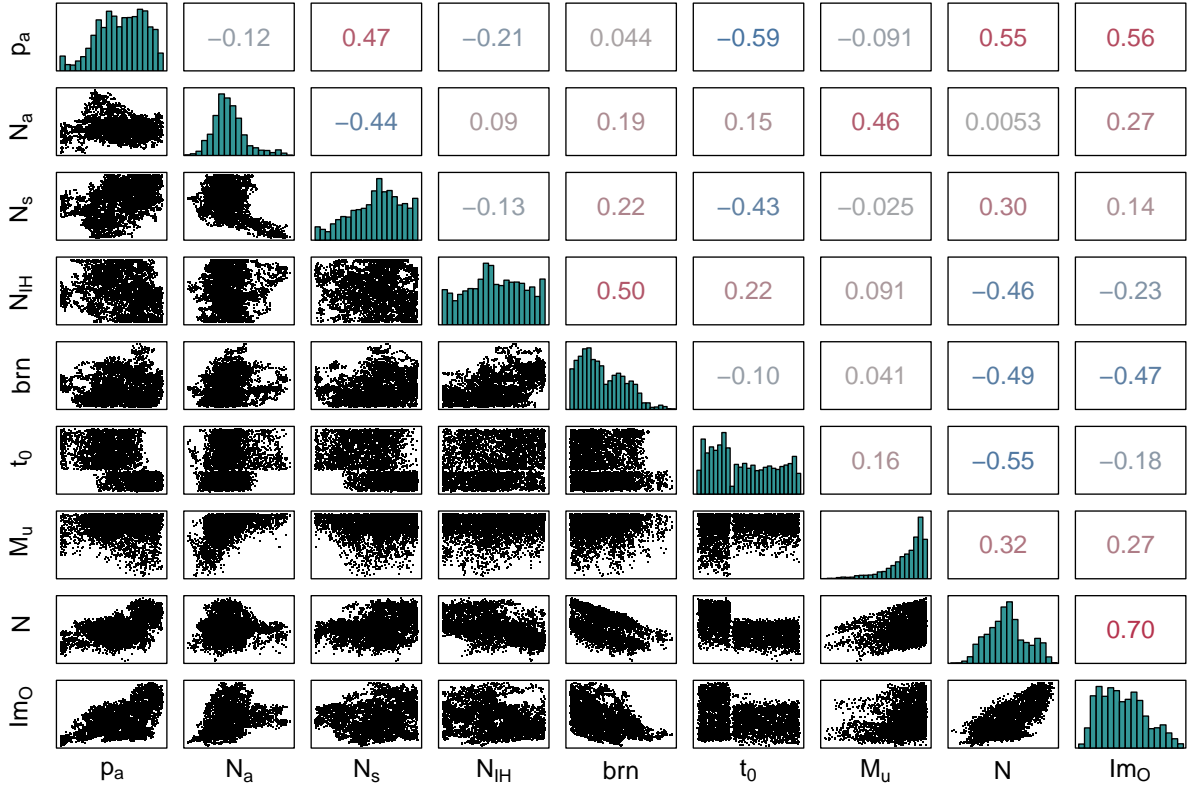 pₐ −0.12 0.47 −0.21 0.044 −0.59 −0.091 0.55 0.56
Nₐ −0.44 0.09 0.19 0.15 0.46 0.0053 0.27
Nₛ −0.13 0.22 −0.43 −0.025 0.30 0.14
N_IH 0.50 0.22 0.091 −0.46 −0.23
brn −0.10 0.041 −0.49 −0.47
t₀ 0.16 −0.55 −0.18
Mᵤ 0.32 0.27
N 0.70
Im_O
pₐ Nₐ Nₛ N_IH brn t₀ Mᵤ N Im_O